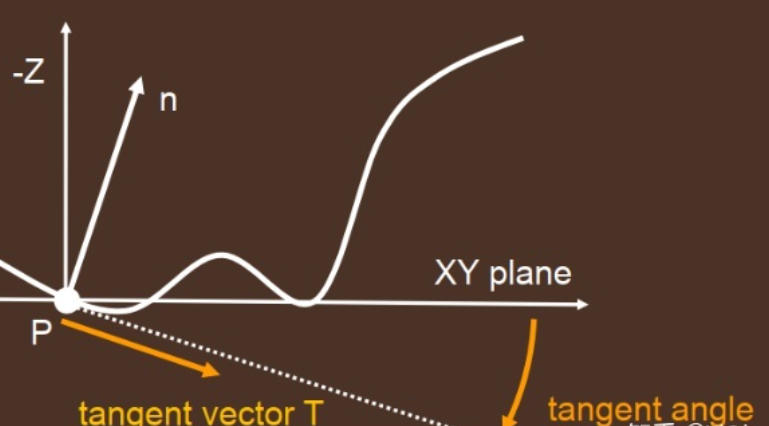 -Z
n
XY plane
P
tangent angle
tangent vector T